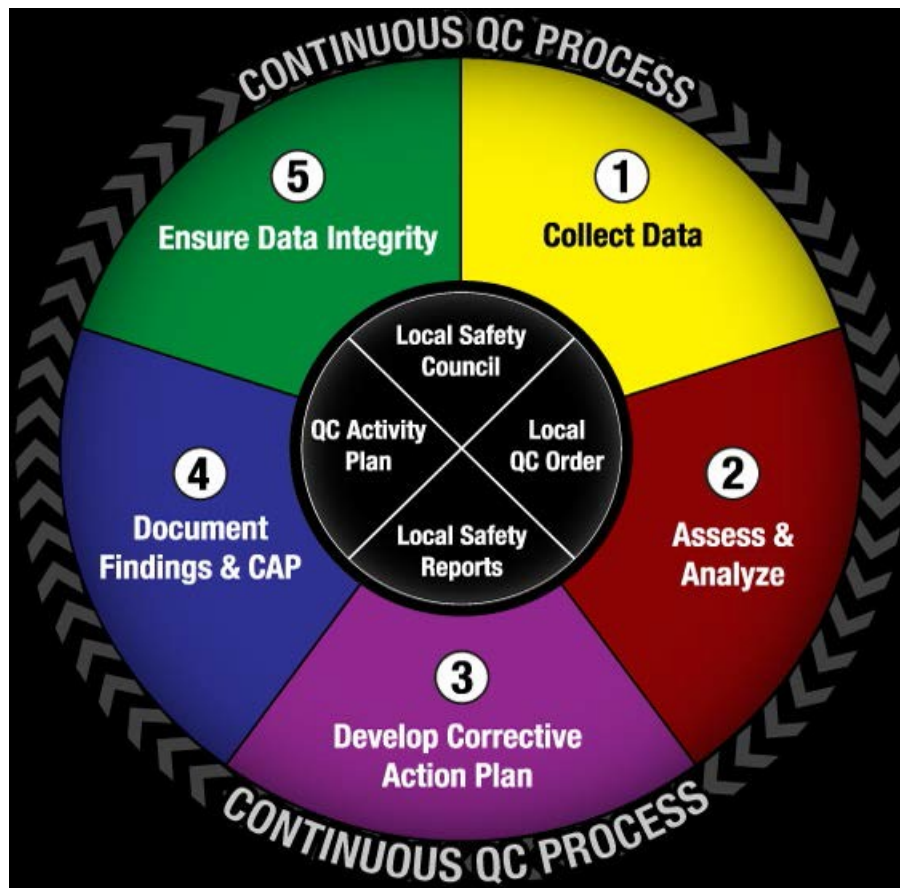 CONTINUOUS QC PROCESS
5
Ensure Data Integrity
1
Collect Data
Local Safety
Council
QC Activity
Plan
Local
QC Order
Local Safety
Reports
4
Document
Findings & CAP
2
Assess &
Analyze
3
Develop Corrective
Action Plan
CONTINUOUS QC PROCESS